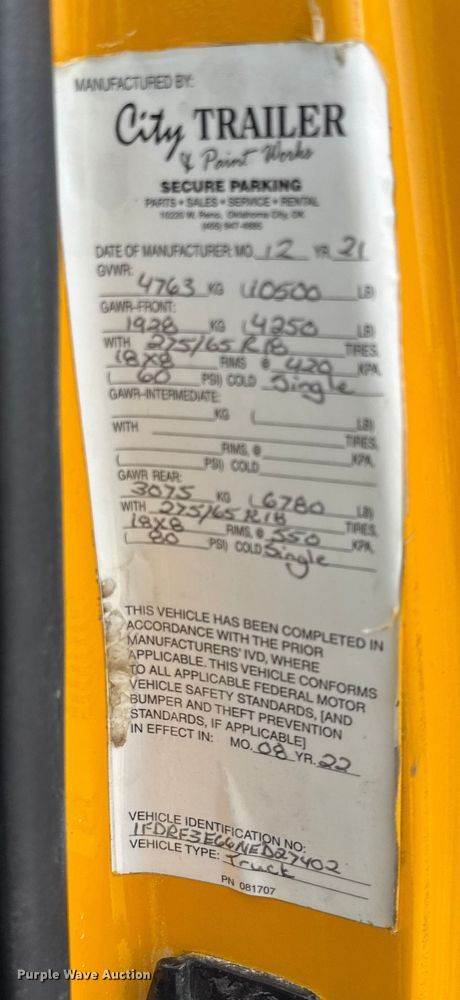 MANUFACTURED BY:
City TRAILER
& Paint Works
SECURE PARKING
PARTS • SALES • SERVICE • RENTAL
10220 W. Reno, Oklahoma City, OK
DATE OF MANUFACTURER: MO. 12 YR. 21
GVWR:
4763 KG (10500 LB)
GAWR-FRONT:
1928 KG (4250 LB)
WITH 275/65 R18 TIRES
18X8 RIMS @ 420 KPA
(60 PSI) COLD Single
GAWR-INTERMEDIATE:
KG ( LB)
WITH TIRES
RIMS, @ KPA
( PSI) COLD
GAWR REAR:
3075 KG (6780 LB)
WITH 275/65 R18 TIRES
18X8 RIMS, @ 550 KPA
(80 PSI) COLD Single
THIS VEHICLE HAS BEEN COMPLETED IN
ACCORDANCE WITH THE PRIOR
MANUFACTURERS' IVD, WHERE
APPLICABLE. THIS VEHICLE CONFORMS
TO ALL APPLICABLE FEDERAL MOTOR
VEHICLE SAFETY STANDARDS, [AND
BUMPER AND THEFT PREVENTION
STANDARDS, IF APPLICABLE]
IN EFFECT IN: MO. 08 YR. 22
VEHICLE IDENTIFICATION NO:
1FDRF3E66NED27402
VEHICLE TYPE: Truck
PN 081707
Purple Wave Auction